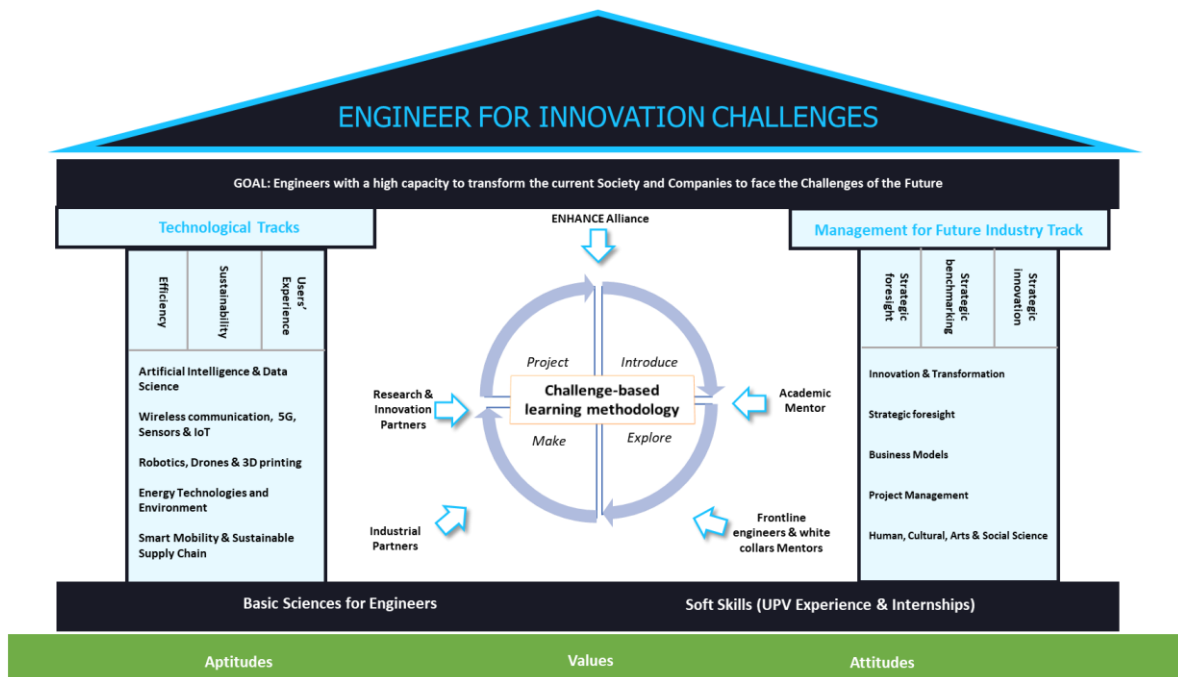 ENGINEER FOR INNOVATION CHALLENGES
GOAL: Engineers with a high capacity to transform the current Society and Companies to face the Challenges of the Future
Technological Tracks
Efficiency
Sustainability
Users'
Experience
Artificial Intelligence & Data
Science
Wireless communication, 5G,
Sensors & IoT
Robotics, Drones & 3D printing
Energy Technologies and
Environment
Smart Mobility & Sustainable
Supply Chain
ENHANCE Alliance
Project
Introduce
Challenge-based
learning methodology
Make
Explore
Research &
Innovation
Partners
Academic
Mentor
Industrial
Partners
Frontline
engineers & white
collars Mentors
Management for Future Industry Track
Strategic
foresight
Strategic
benchmarking
Strategic
innovation
Innovation & Transformation
Strategic foresight
Business Models
Project Management
Human, Cultural, Arts & Social Science
Basic Sciences for Engineers
Soft Skills (UPV Experience & Internships)
Aptitudes
Values
Attitudes